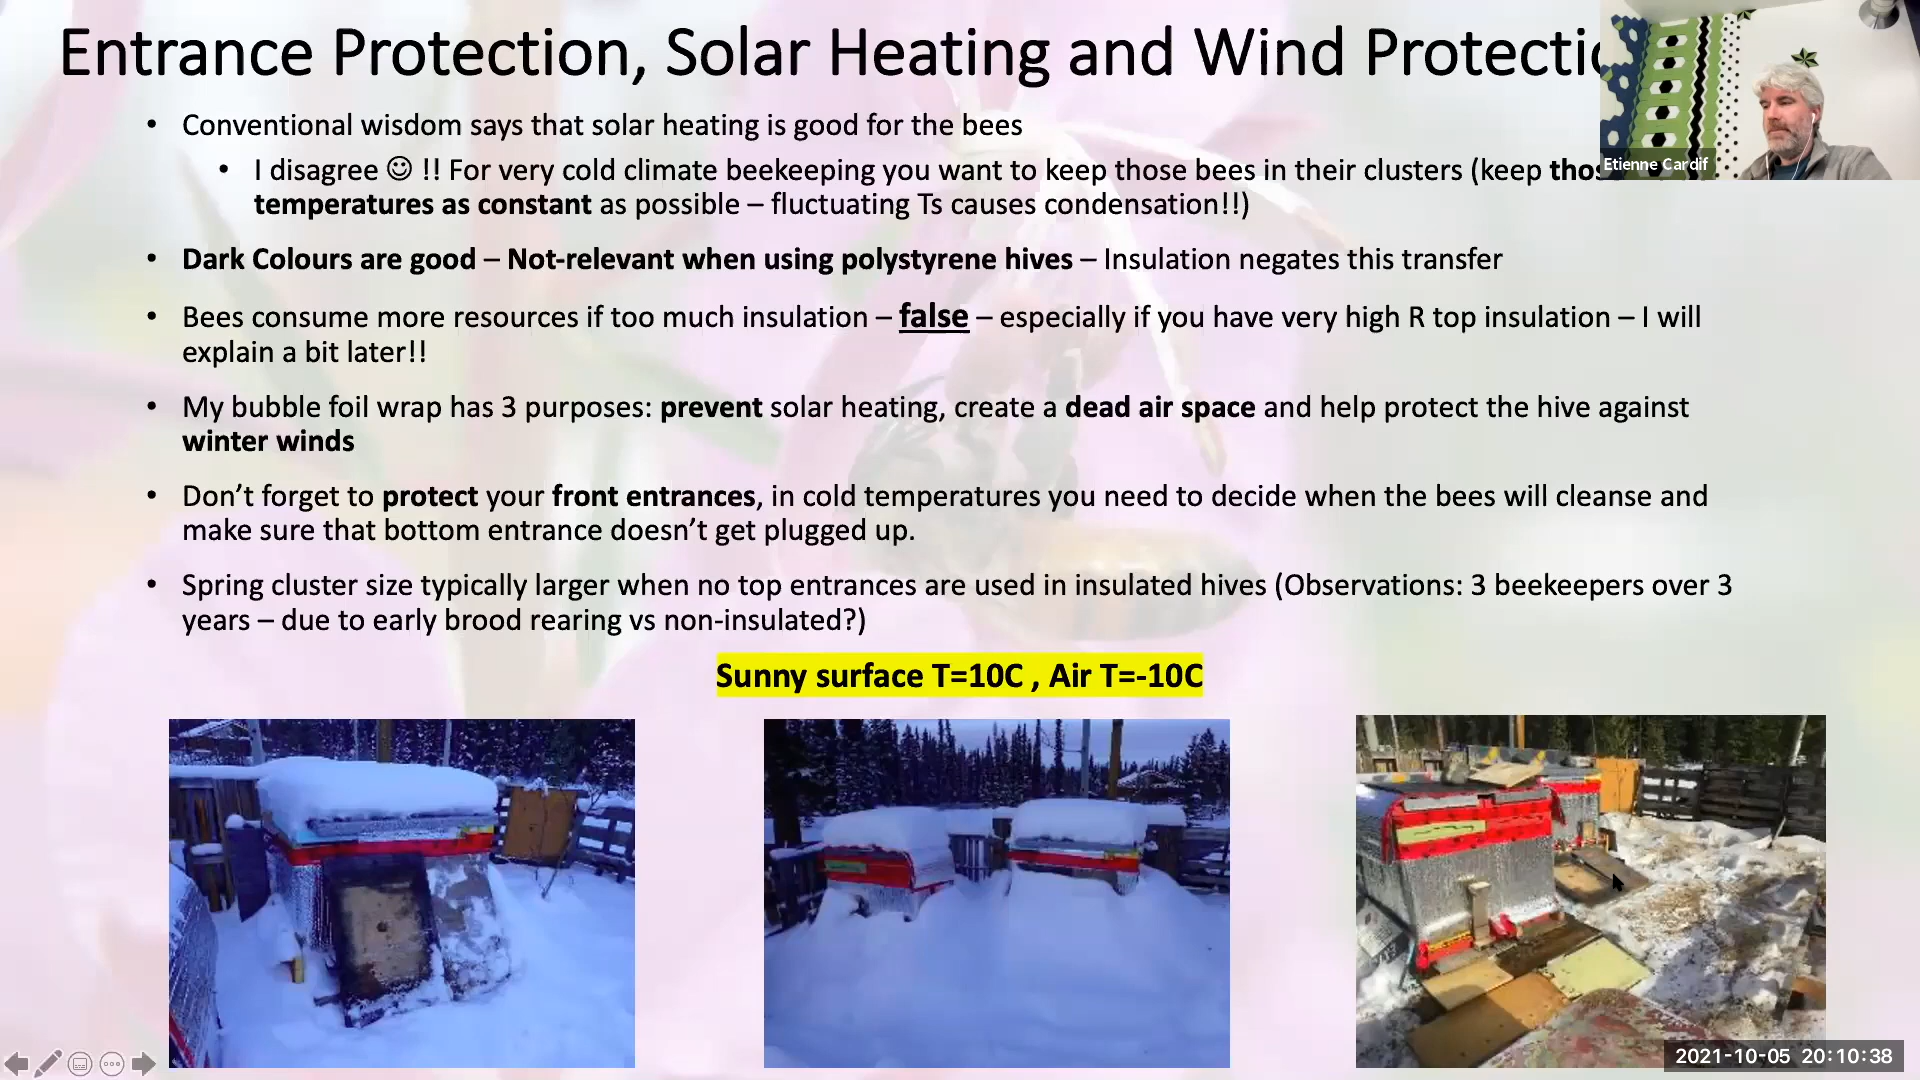 Entrance Protection, Solar Heating and Wind Protectio
Etienne Cardif
• Conventional wisdom says that solar heating is good for the bees
• I disagree ☺ !! For very cold climate beekeeping you want to keep those bees in their clusters (keep thos
temperatures as constant as possible – fluctuating Ts causes condensation!!)
• Dark Colours are good – Not-relevant when using polystyrene hives – Insulation negates this transfer
• Bees consume more resources if too much insulation – false – especially if you have very high R top insulation – I will
explain a bit later!!
• My bubble foil wrap has 3 purposes: prevent solar heating, create a dead air space and help protect the hive against
winter winds
• Don’t forget to protect your front entrances, in cold temperatures you need to decide when the bees will cleanse and
make sure that bottom entrance doesn’t get plugged up.
• Spring cluster size typically larger when no top entrances are used in insulated hives (Observations: 3 beekeepers over 3
years – due to early brood rearing vs non-insulated?)
Sunny surface T=10C , Air T=-10C
2021-10-05 20:10:38